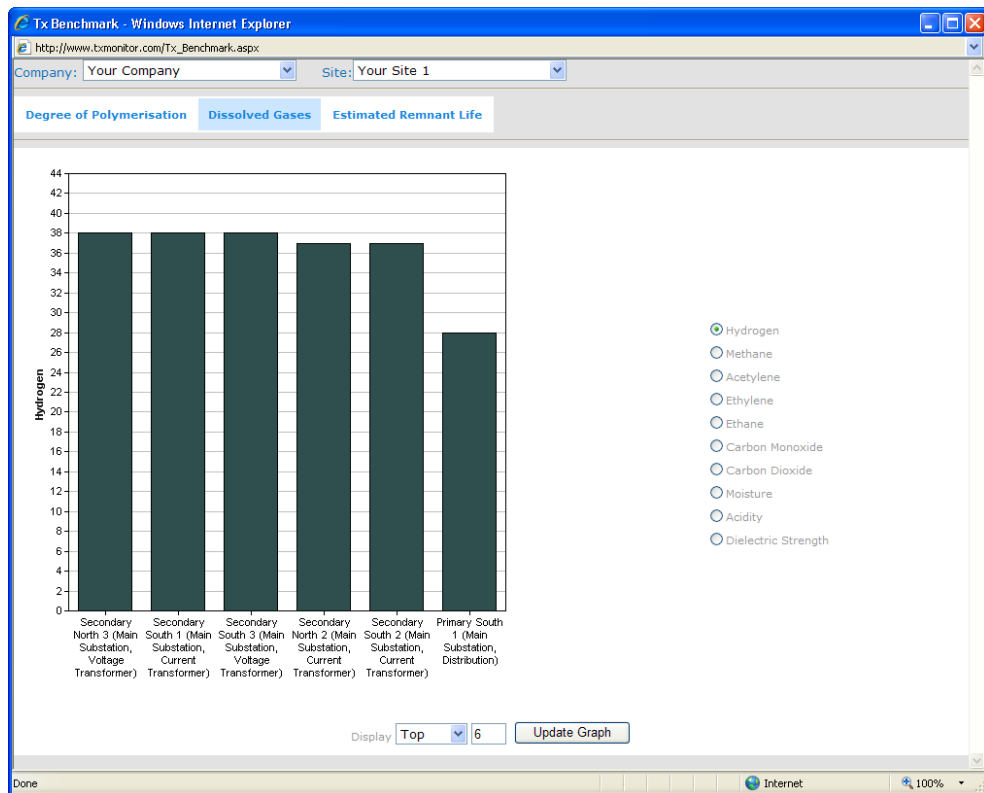 Tx Benchmark - Windows Internet Explorer
http://www.txmonitor.com/Tx_Benchmark.aspx
Company: Your Company Site: Your Site 1
Degree of Polymerisation Dissolved Gases Estimated Remnant Life
44
42
40
38
36
34
32
30
28
26
24
22
20
18
16
14
12
10
8
6
4
2
0
Hydrogen
Secondary North 3 (Main Substation, Voltage Transformer)
Secondary South 1 (Main Substation, Current Transformer)
Secondary South 3 (Main Substation, Voltage Transformer)
Secondary North 2 (Main Substation, Current Transformer)
Secondary South 2 (Main Substation, Current Transformer)
Primary South 1 (Main Substation, Distribution)
Hydrogen
Methane
Acetylene
Ethylene
Ethane
Carbon Monoxide
Carbon Dioxide
Moisture
Acidity
Dielectric Strength
Display Top 6 Update Graph
Done Internet 100%